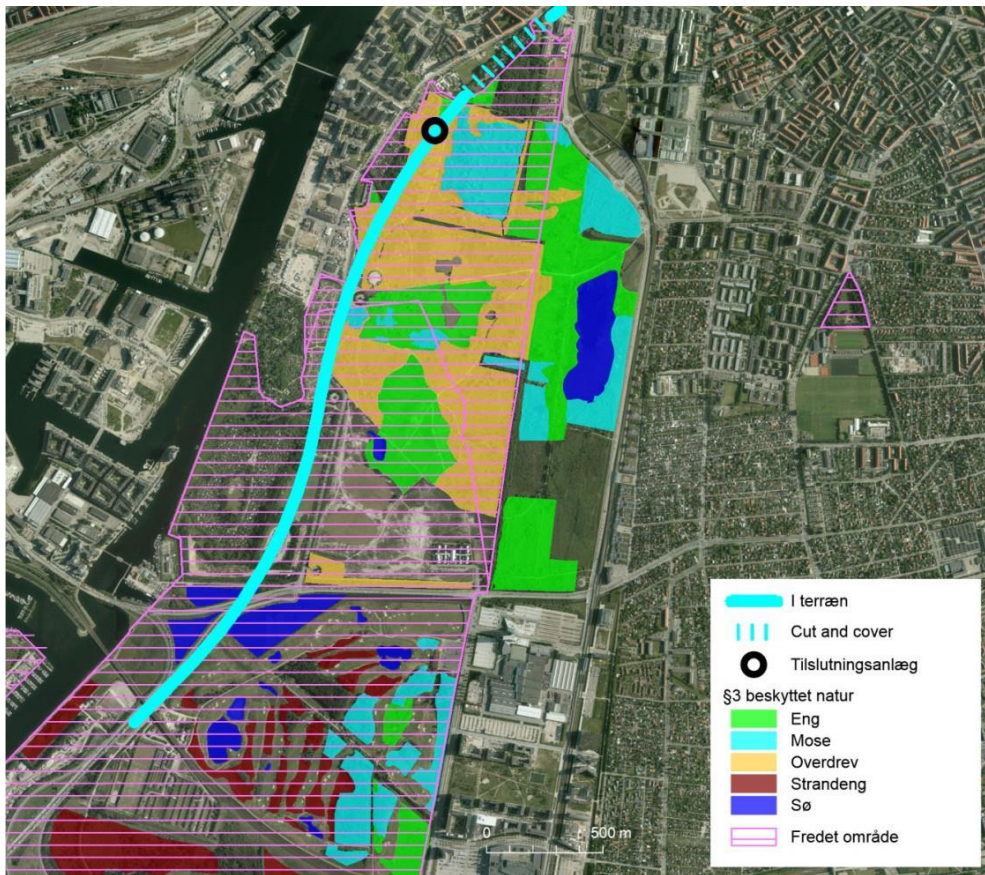 I terræn
Cut and cover
Tilslutningsanlæg
§3 beskyttet natur
Eng
Mose
Overdrev
Strandeng
Sø
Fredet område
0 500 m